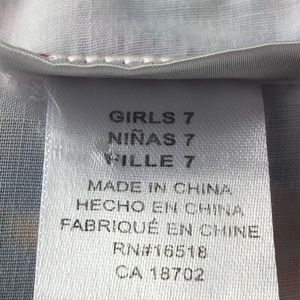 GIRLS 7
NIÑAS 7
FILLE 7
MADE IN CHINA
HECHO EN CHINA
FABRIQUÉ EN CHINE
RN#16518
CA 18702